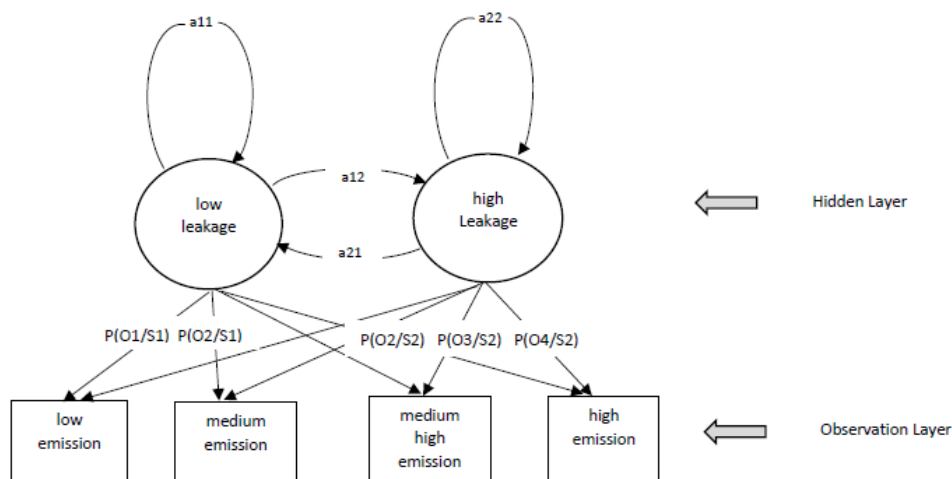 a11
a22
a12
low
leakage
high
Leakage
Hidden Layer
a21
P(O1/S1)
P(O2/S1)
P(O2/S2)
P(O3/S2)
P(O4/S2)
low
emission
medium
emission
medium
high
emission
high
emission
Observation Layer